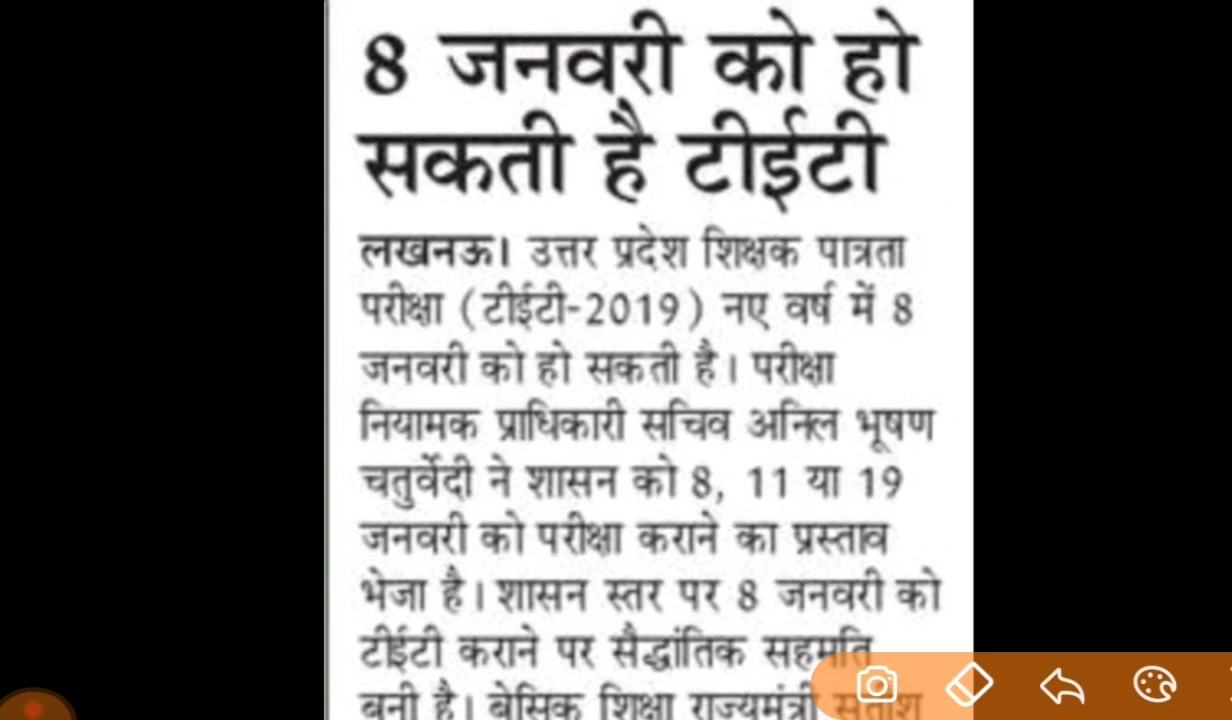 8 जनवरी को हो
सकती है टीईटी
लखनऊ। उत्तर प्रदेश शिक्षक पात्रता
परीक्षा (टीईटी-2019) नए वर्ष में 8
जनवरी को हो सकती है। परीक्षा
नियामक प्राधिकारी सचिव अनिल भूषण
चतुर्वेदी ने शासन को 8, 11 या 19
जनवरी को परीक्षा कराने का प्रस्ताव
भेजा है। शासन स्तर पर 8 जनवरी को
टीईटी कराने पर सैद्धांतिक सहमति
बनी है। बेसिक शिक्षा राज्यमंत्री सतीश